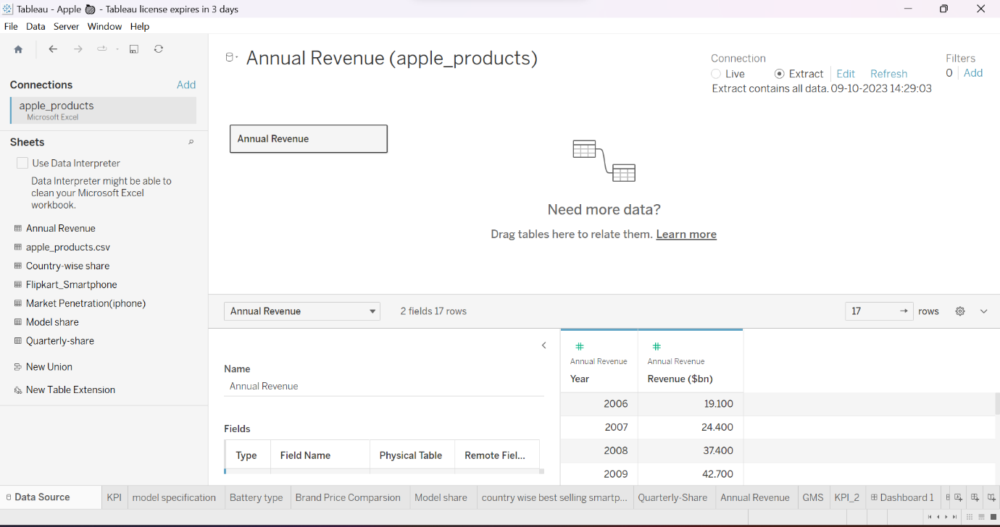 Tableau - Apple - Tableau license expires in 3 days
File Data Server Window Help
Connections Add
apple_products
Microsoft Excel
Sheets
Use Data Interpreter
Data Interpreter might be able to
clean your Microsoft Excel
workbook.
Annual Revenue
apple_products.csv
Country-wise share
Flipkart_Smartphone
Market Penetration(iphone)
Model share
Quarterly-share
New Union
New Table Extension
Annual Revenue (apple_products)
Connection
Live Extract Edit Refresh
Extract contains all data. 09-10-2023 14:29:03
Filters
0 Add
Annual Revenue
Need more data?
Drag tables here to relate them. Learn more
Annual Revenue 2 fields 17 rows 17 rows
Name
Annual Revenue
Fields
Type Field Name Physical Table Remote Fiel...
Annual Revenue Annual Revenue
Year Revenue ($bn)
2006 19.100
2007 24.400
2008 37.400
2009 42.700
Data Source KPI model specification Battery type Brand Price Comparsion Model share country wise best selling smartp... Quarterly-Share Annual Revenue GMS KPI_2 Dashboard 1